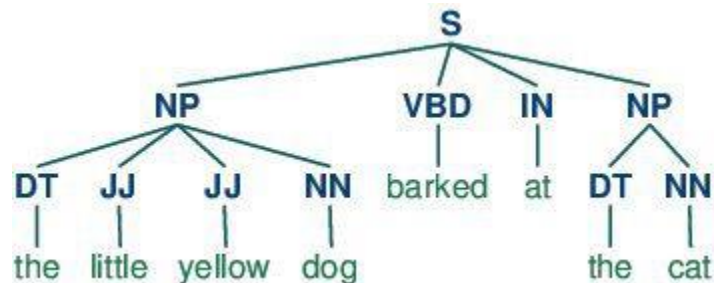 S
NP VBD IN NP
DT JJ JJ NN barked at DT NN
the little yellow dog the cat